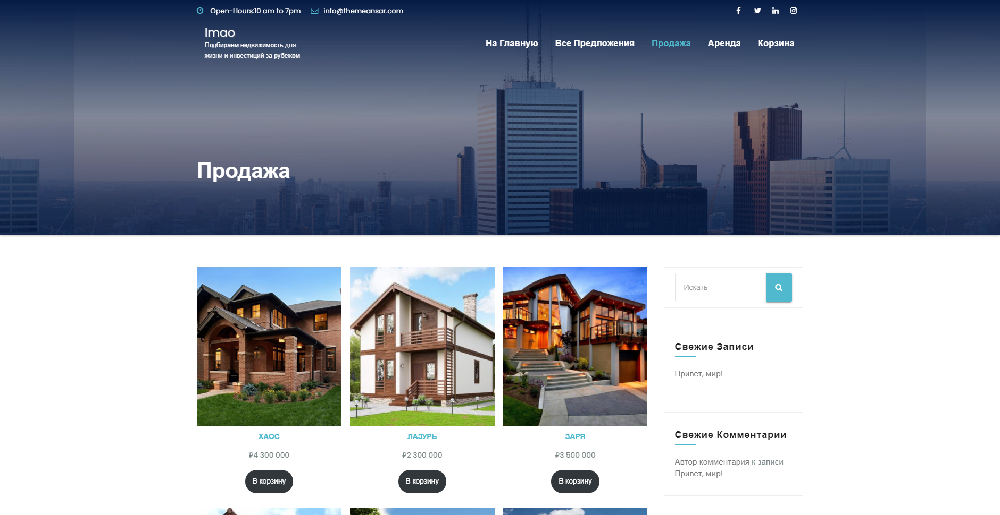 Open-Hours:10 am to 7pm
info@themeansar.com
lmao
Подбираем недвижимость для
жизни и инвестиций за рубежом
На Главную
Все Предложения
Продажа
Аренда
Корзина
Продажа
ХАОС
₽4 300 000
В корзину
ЛАЗУРЬ
₽2 300 000
В корзину
ЗАРЯ
₽3 500 000
В корзину
Искать
Свежие Записи
Привет, мир!
Свежие Комментарии
Автор комментария к записи
Привет, мир!